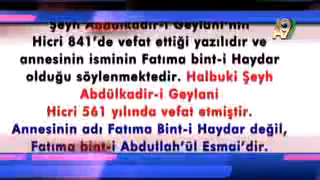 Şeyh Abdülkadir-i Geylani'nin
Hicri 841'de vefat ettiği yazılıdır ve
annesinin isminin Fatıma bint-i Haydar
olduğu söylenmektedir. Halbuki Şeyh
Abdülkadir-i Geylani
Hicri 561 yılında vefat etmiştir.
Annesinin adı Fatıma Bint-i Haydar değil,
Fatıma bint-i Abdullah'ül Esmai'dir.